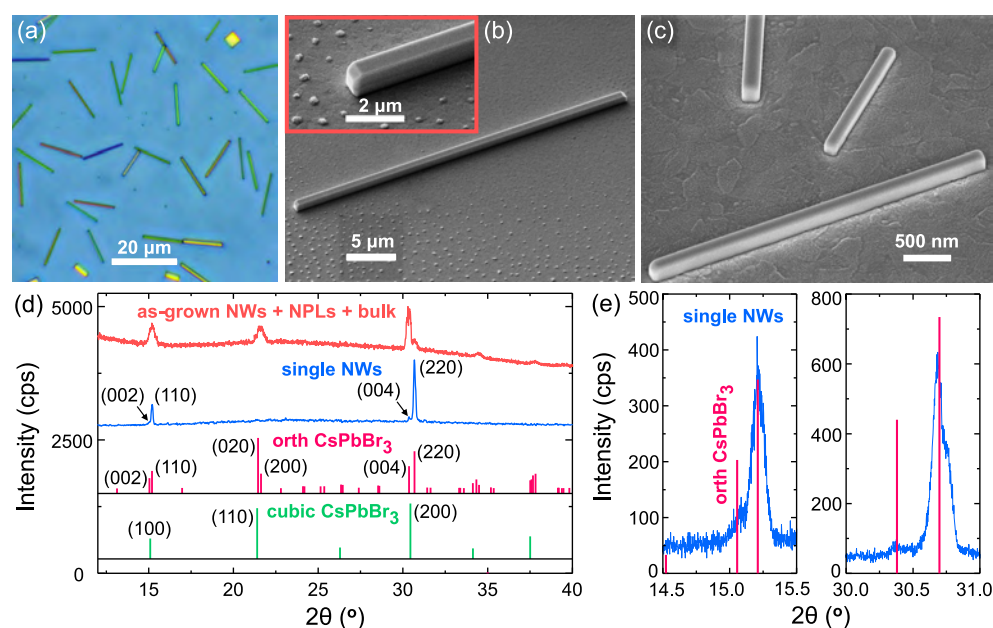 (a)
20 µm
2 µm
(b)
5 µm
(c)
500 nm
(d)
5000
2500
0
Intensity (cps)
as-grown NWs + NPLs + bulk
single NWs
(002)
(110)
(004)
(220)
orth CsPbBr3
(002)
(110)
(020)
(200)
(004)
(220)
cubic CsPbBr3
(100)
(110)
(200)
15
20
25
30
35
40
2θ (º)
(e)
500
400
300
200
100
0
Intensity (cps)
single NWs
orth CsPbBr3
14.5
15.0
15.5
800
600
400
200
0
30.0
30.5
31.0
2θ (º)